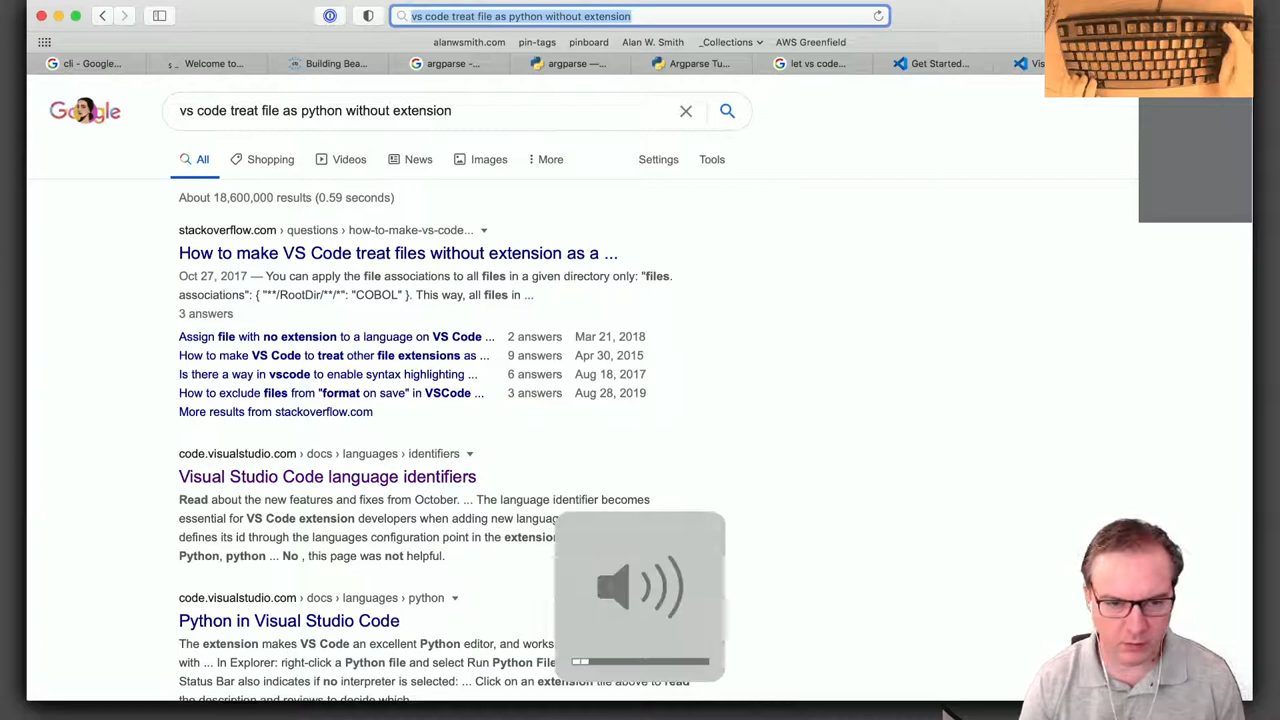 vs code treat file as python without extension
alanwsmith.com pin-tags pinboard Alan W. Smith _Collections AWS Greenfield
cli - Google... Welcome to... Building Bea... argparse -... argparse —... Argparse Tu... let vs code... Get Started... Vis
Google vs code treat file as python without extension
All Shopping Videos News Images More Settings Tools
About 18,600,000 results (0.59 seconds)
stackoverflow.com › questions › how-to-make-vs-code...
How to make VS Code treat files without extension as a ...
Oct 27, 2017 — You can apply the file associations to all files in a given directory only: "files.
associations": { "**/RootDir/**/*": "COBOL" }. This way, all files in ...
3 answers
Assign file with no extension to a language on VS Code ... 2 answers Mar 21, 2018
How to make VS Code to treat other file extensions as ... 9 answers Apr 30, 2015
Is there a way in vscode to enable syntax highlighting ... 6 answers Aug 18, 2017
How to exclude files from "format on save" in VSCode ... 3 answers Aug 28, 2019
More results from stackoverflow.com
code.visualstudio.com › docs › languages › identifiers
Visual Studio Code language identifiers
Read about the new features and fixes from October. ... The language identifier becomes
essential for VS Code extension developers when adding new languag
defines its id through the languages configuration point in the extension
Python, python ... No , this page was not helpful.
code.visualstudio.com › docs › languages › python
Python in Visual Studio Code
The extension makes VS Code an excellent Python editor, and works
with ... In Explorer: right-click a Python file and select Run Python File
Status Bar also indicates if no interpreter is selected: ... Click on an extension file above to read
the description and reviews to decide which